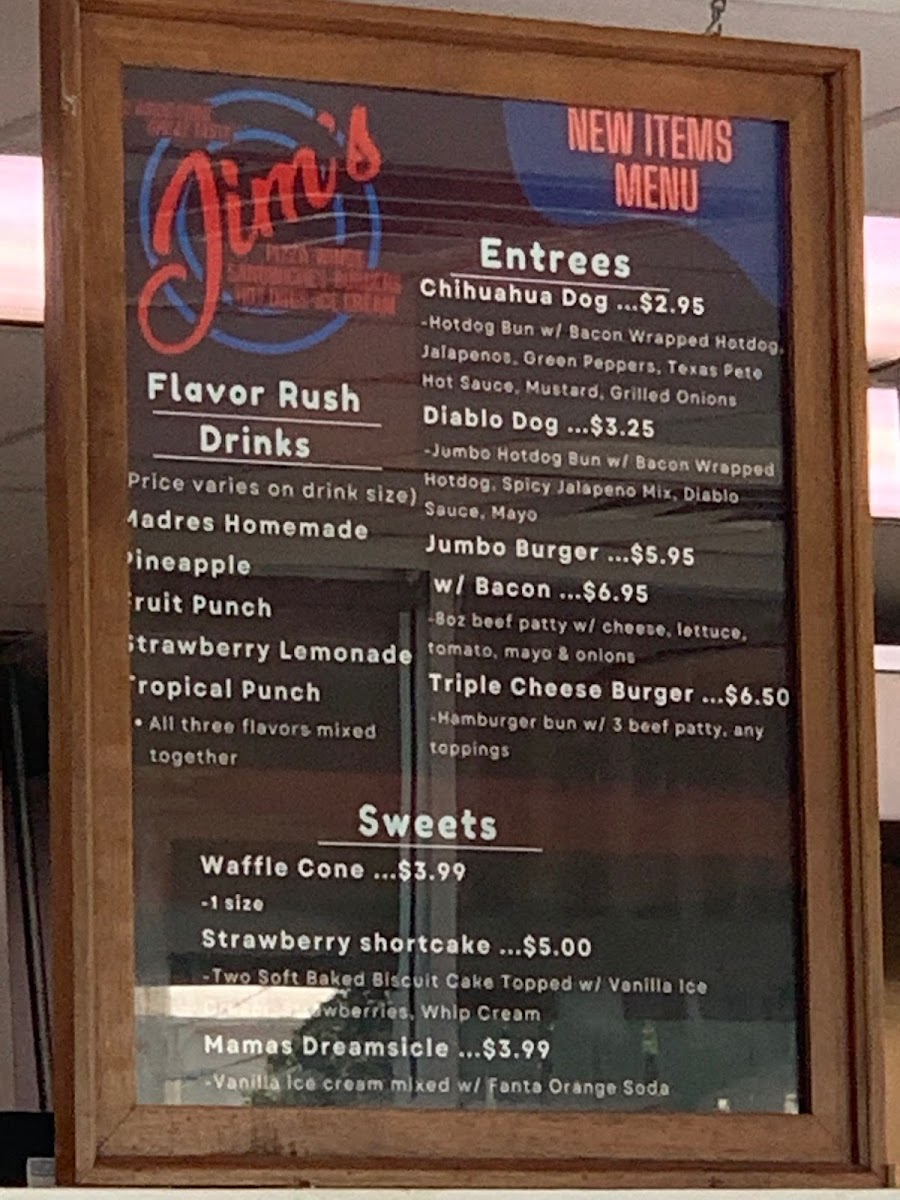 Jim's
NEW ITEMS
MENU
Flavor Rush
Drinks
Price varies on drink size)
Madres Homemade
Pineapple
Fruit Punch
Strawberry Lemonade
Tropical Punch
• All three flavors mixed
together
Entrees
Chihuahua Dog ...$2.95
-Hotdog Bun w/ Bacon Wrapped Hotdog,
Jalapenos, Green Peppers, Texas Pete
Hot Sauce, Mustard, Grilled Onions
Diablo Dog ...$3.25
-Jumbo Hotdog Bun w/ Bacon Wrapped
Hotdog, Spicy Jalapeno Mix, Diablo
Sauce, Mayo
Jumbo Burger ...$5.95
w/ Bacon ...$6.95
-8oz beef patty w/ cheese, lettuce,
tomato, mayo & onions
Triple Cheese Burger ...$6.50
-Hamburger bun w/ 3 beef patty, any
toppings
Sweets
Waffle Cone ...$3.99
-1 size
Strawberry shortcake ...$5.00
-Two Soft Baked Biscuit Cake Topped w/ Vanilla Ice
Whip Cream
Mamas Dreamsicle ...$3.99
-Vanilla Ice cream mixed w/ Fanta Orange Soda